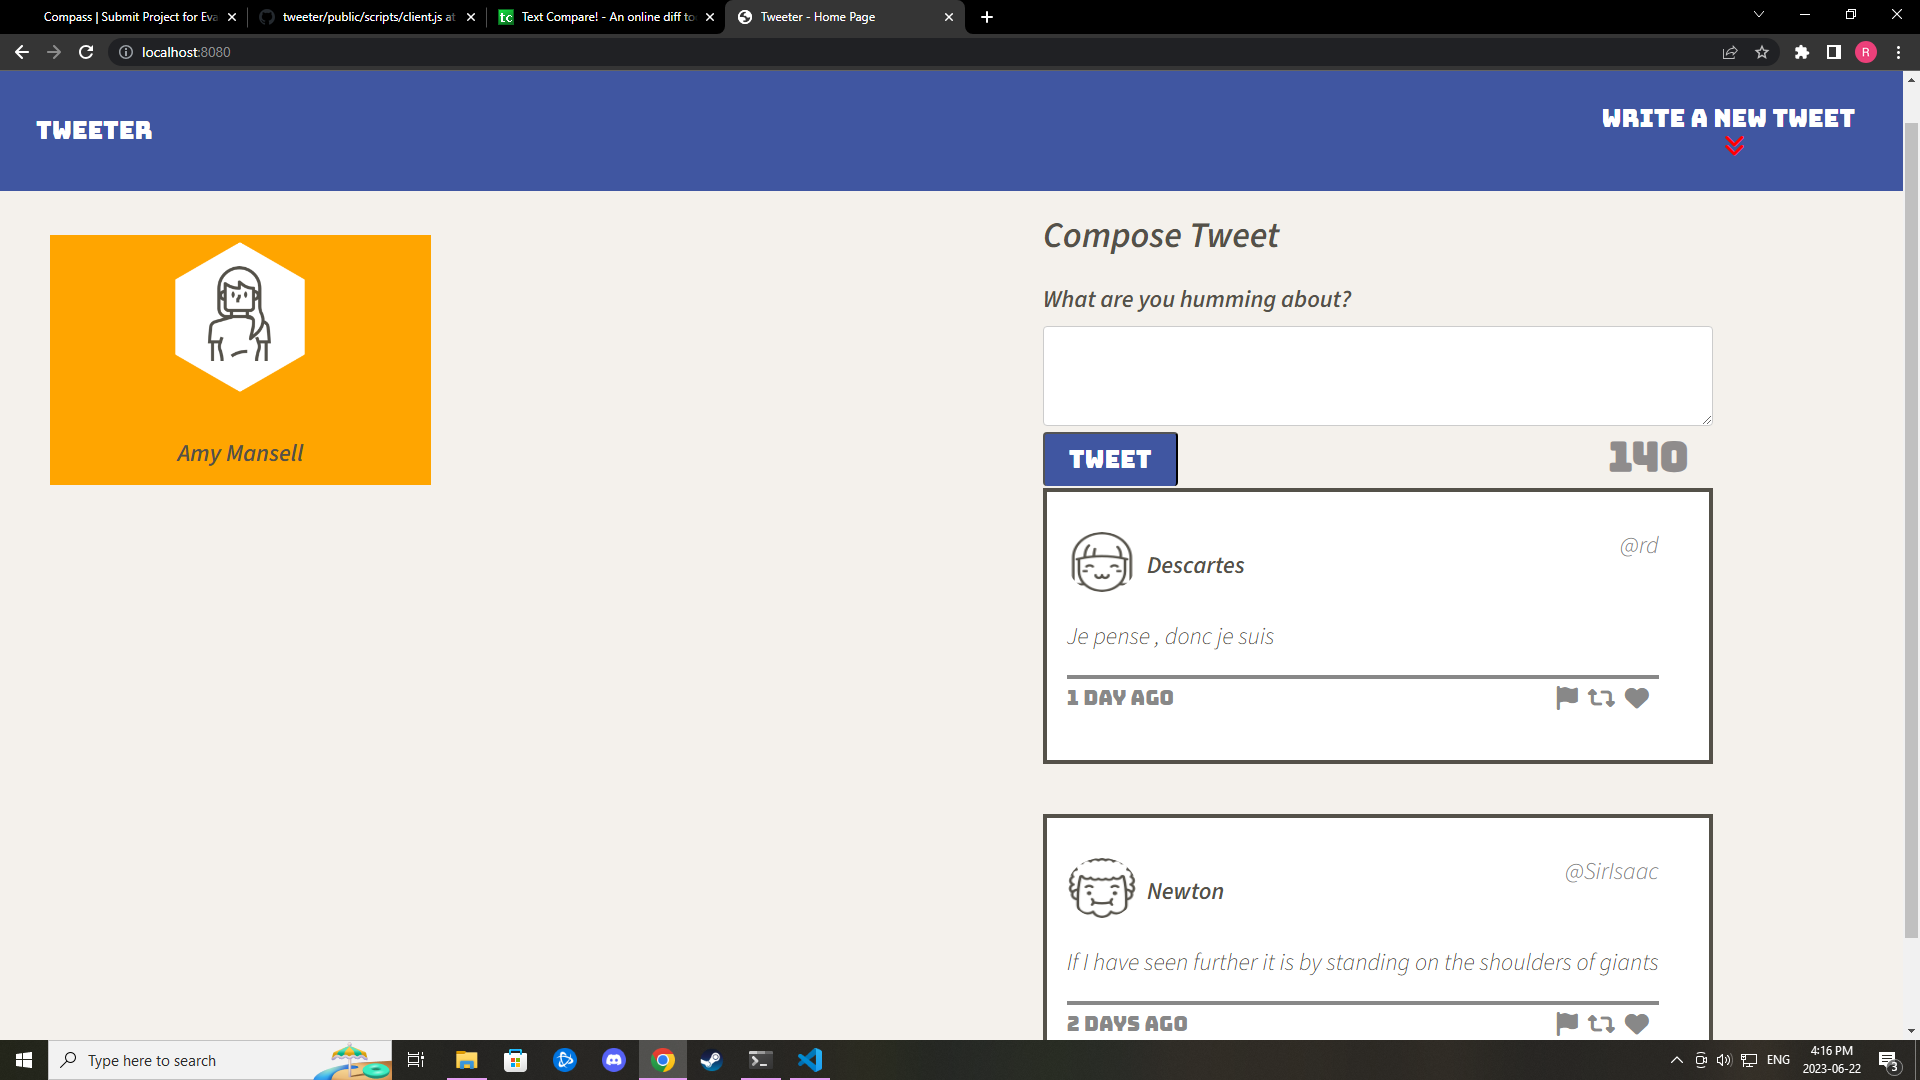 Compass | Submit Project for Eva
tweeter/public/scripts/client.js at
Text Compare! - An online diff to
Tweeter - Home Page
R
localhost:8080
TWEETER
WRITE A NEW TWEET
Compose Tweet
What are you humming about?
Amy Mansell
TWEET
140
Descartes
@rd
Je pense , donc je suis
1 DAY AGO
Newton
@SirIsaac
If I have seen further it is by standing on the shoulders of giants
2 DAYS AGO
Type here to search
ENG
4:16 PM
2023-06-22
3